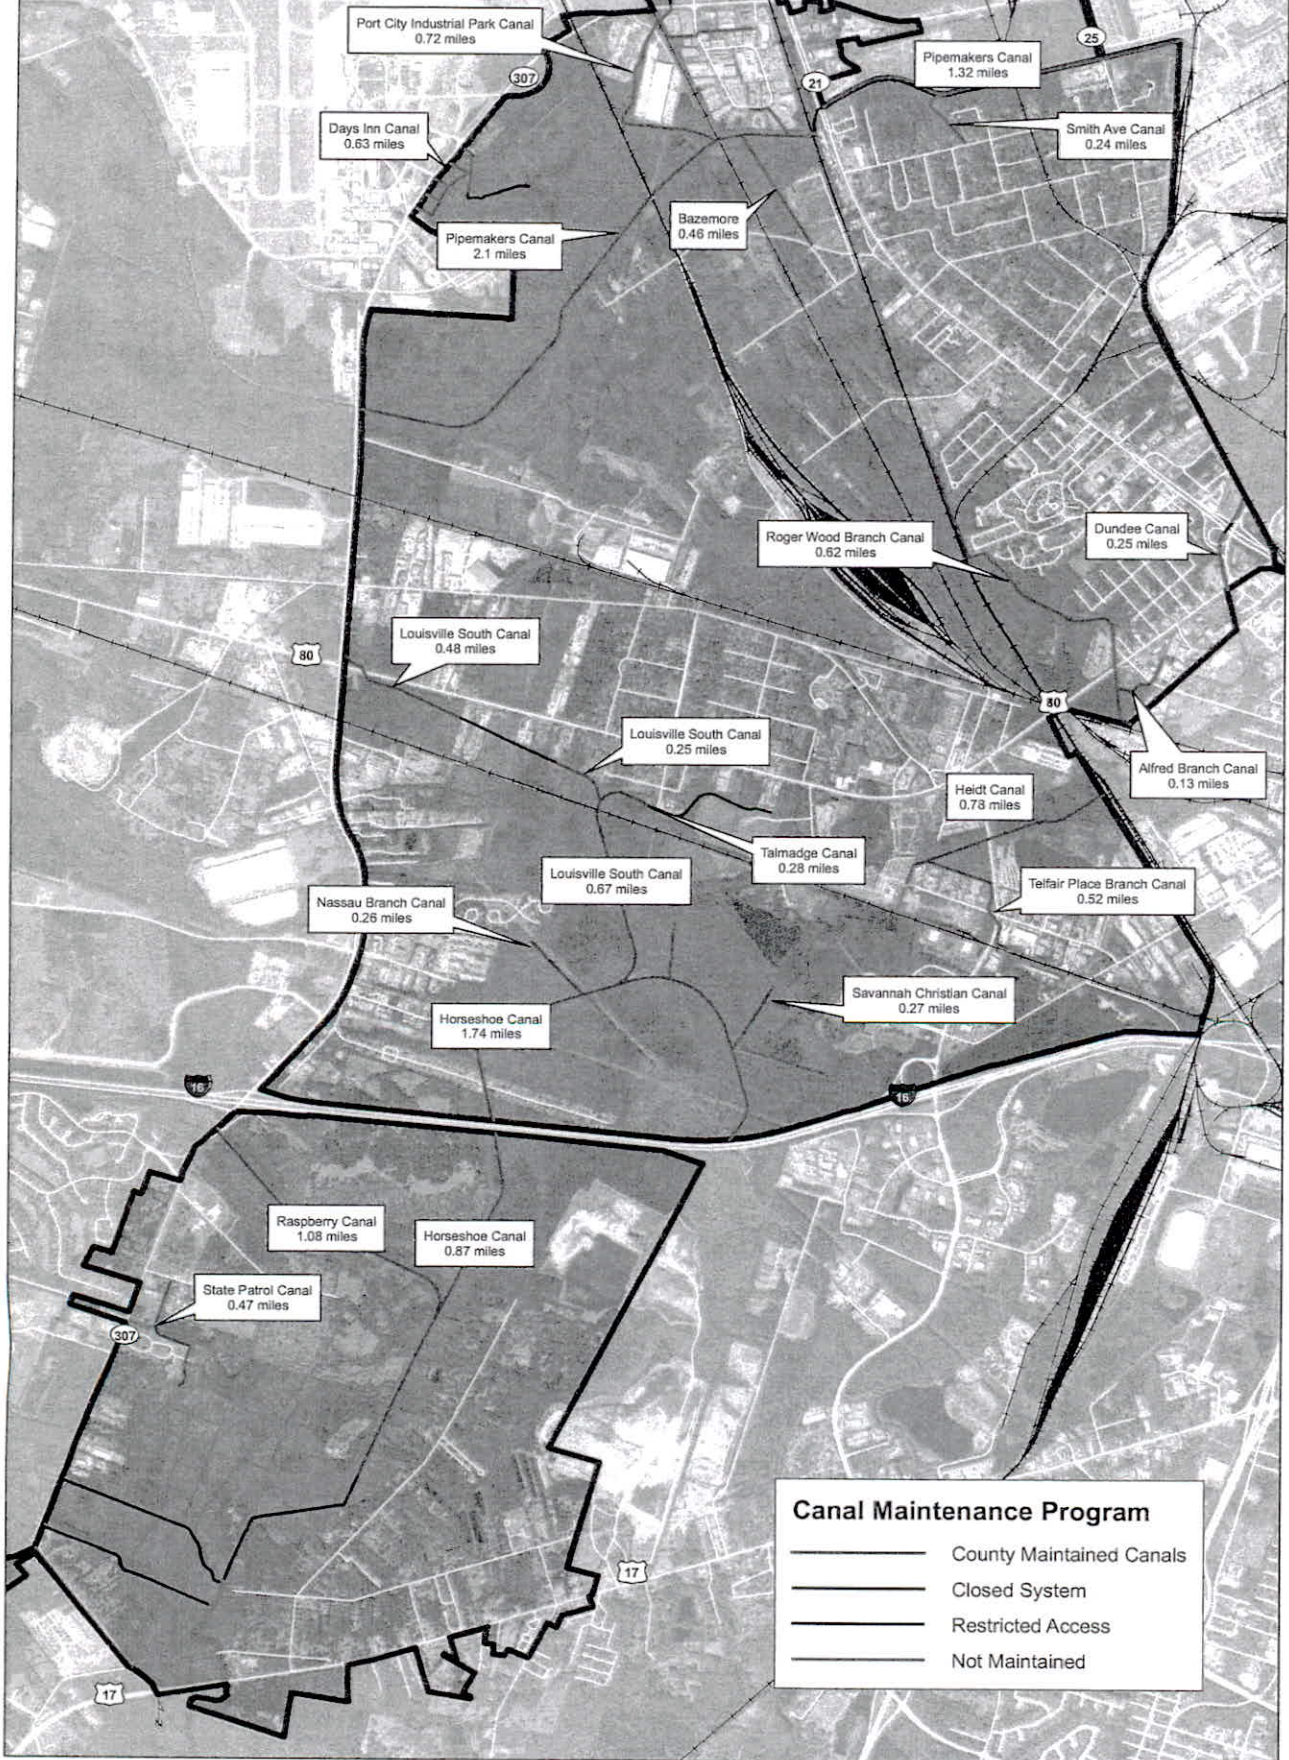 Port City Industrial Park Canal
0.72 miles
25
Pipemakers Canal
1.32 miles
307
21
Days Inn Canal
0.63 miles
Smith Ave Canal
0.24 miles
Bazemore
0.46 miles
Pipemakers Canal
2.1 miles
Roger Wood Branch Canal
0.62 miles
Dundee Canal
0.25 miles
Louisville South Canal
0.48 miles
80
80
Louisville South Canal
0.25 miles
Alfred Branch Canal
0.13 miles
Heidt Canal
0.78 miles
Talmadge Canal
0.28 miles
Louisville South Canal
0.67 miles
Telfair Place Branch Canal
0.52 miles
Nassau Branch Canal
0.26 miles
Savannah Christian Canal
0.27 miles
Horseshoe Canal
1.74 miles
16
16
Raspberry Canal
1.08 miles
Horseshoe Canal
0.87 miles
State Patrol Canal
0.47 miles
307
Canal Maintenance Program
County Maintained Canals
Closed System
Restricted Access
Not Maintained
17
17